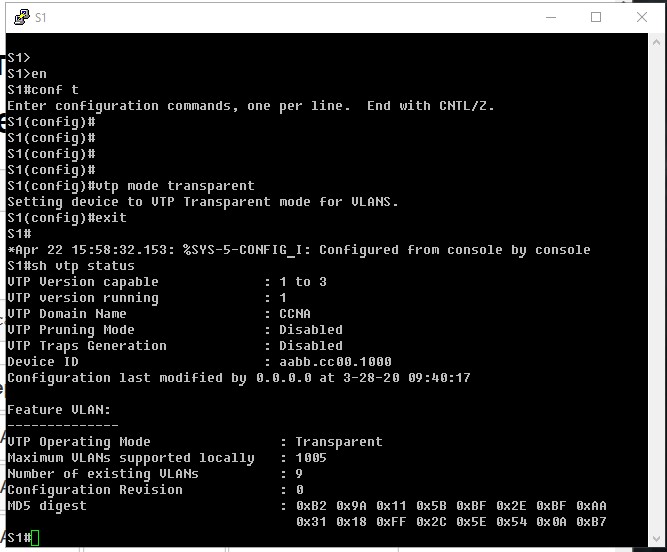 S1
S1>
S1>en
S1#conf t
Enter configuration commands, one per line.  End with CNTL/Z.
S1(config)#
S1(config)#
S1(config)#
S1(config)#
S1(config)#vtp mode transparent
Setting device to VTP Transparent mode for VLANS.
S1(config)#exit
S1#
*Apr 22 15:58:32.153: %SYS-5-CONFIG_I: Configured from console by console
S1#sh vtp status
VTP Version capable             : 1 to 3
VTP version running             : 1
VTP Domain Name                 : CCNA
VTP Pruning Mode                : Disabled
VTP Traps Generation            : Disabled
Device ID                       : aabb.cc00.1000
Configuration last modified by 0.0.0.0 at 3-28-20 09:40:17
Feature VLAN:
--------------
VTP Operating Mode                : Transparent
Maximum VLANs supported locally   : 1005
Number of existing VLANs          : 9
Configuration Revision            : 0
MD5 digest                        : 0xB2 0x9A 0x11 0x5B 0xBF 0x2E 0xBF 0xAA
                                    0x31 0x18 0xFF 0x2C 0x5E 0x54 0x0A 0xB7
S1#